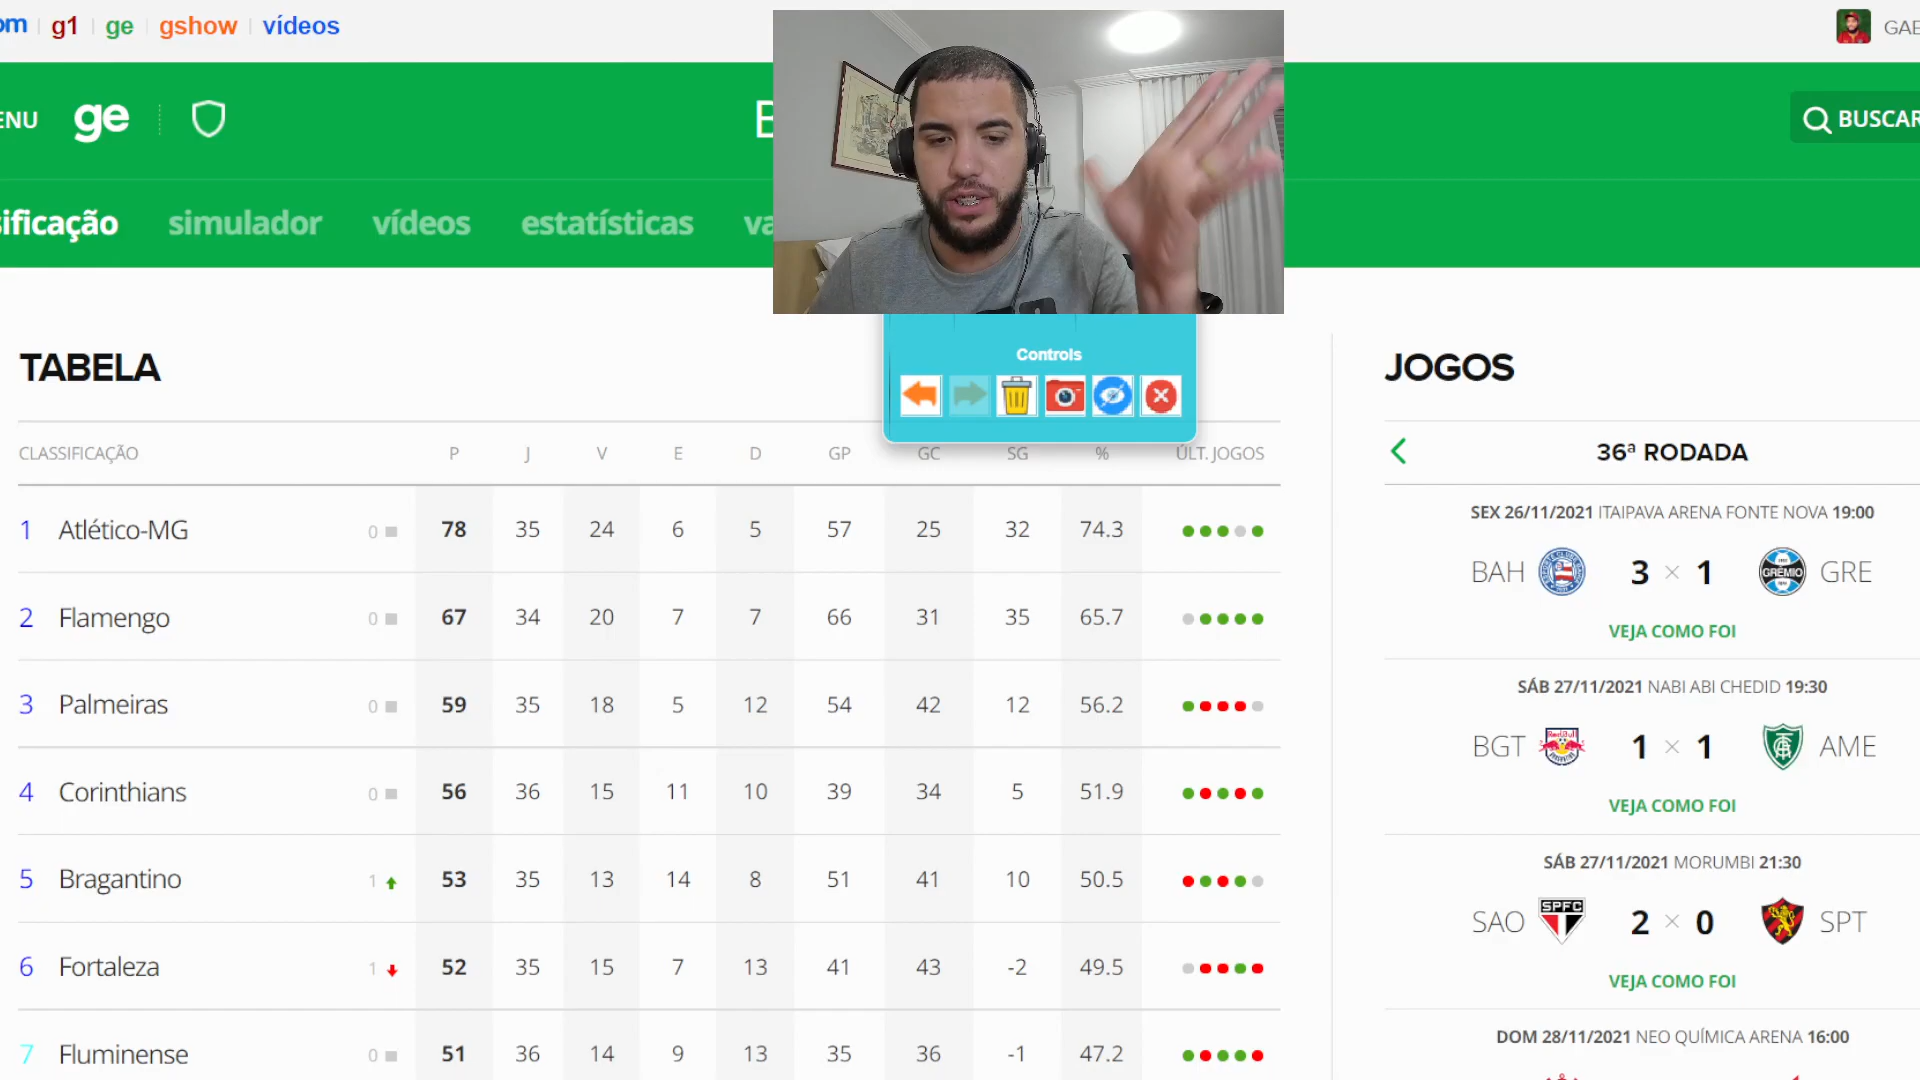 om g1 ge gshow vídeos GAE
ENU ge BUSCAR
sificação simulador vídeos estatísticas va
Controls
TABELA
CLASSIFICAÇÃO P J V E D GP GC SG % ÚLT. JOGOS
1 Atlético-MG 0 78 35 24 6 5 57 25 32 74.3
2 Flamengo 0 67 34 20 7 7 66 31 35 65.7
3 Palmeiras 0 59 35 18 5 12 54 42 12 56.2
4 Corinthians 0 56 36 15 11 10 39 34 5 51.9
5 Bragantino 1 53 35 13 14 8 51 41 10 50.5
6 Fortaleza 1 52 35 15 7 13 41 43 -2 49.5
7 Fluminense 0 51 36 14 9 13 35 36 -1 47.2
JOGOS
36ª RODADA
SEX 26/11/2021 ITAIPAVA ARENA FONTE NOVA 19:00
BAH 3 × 1 GRÊMIO GRE
VEJA COMO FOI
SÁB 27/11/2021 NABI ABI CHEDID 19:30
BGT RedBull 1 × 1 AME
VEJA COMO FOI
SÁB 27/11/2021 MORUMBI 21:30
SAO SPFC 2 × 0 SPT
VEJA COMO FOI
DOM 28/11/2021 NEO QUÍMICA ARENA 16:00